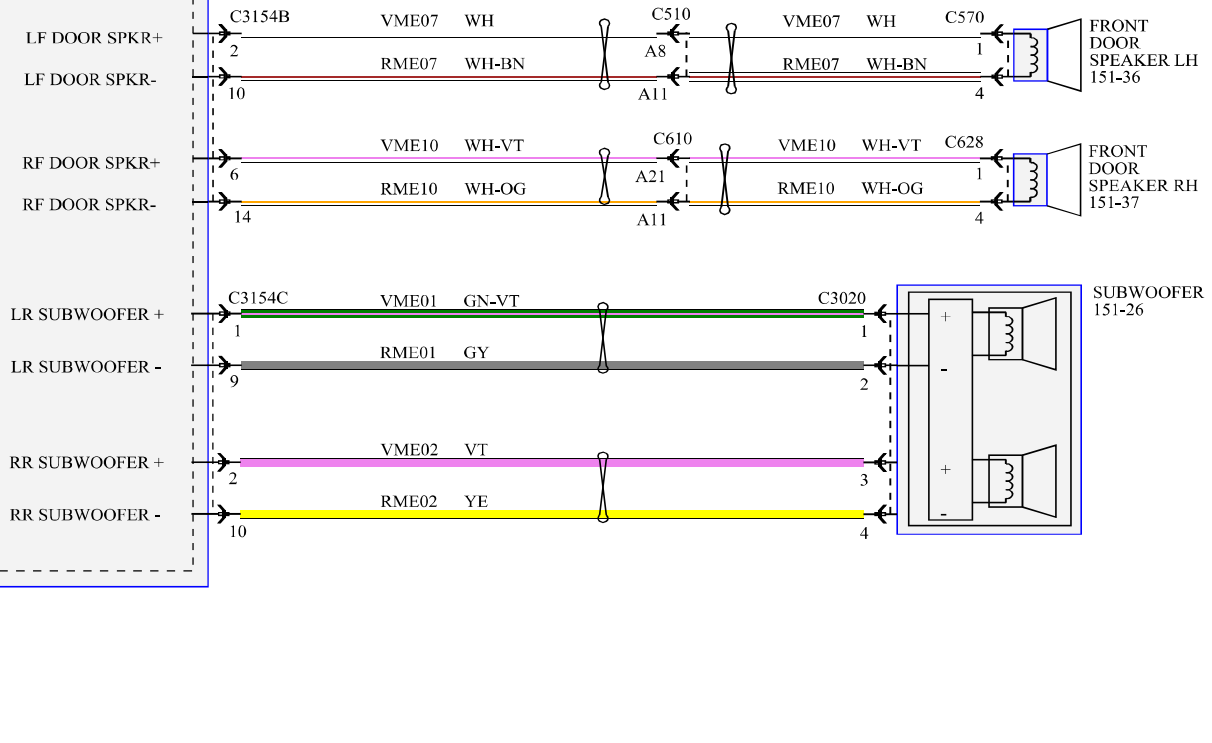 C3154B VME07 WH C510 VME07 WH C570
LF DOOR SPKR+ 2 A8 1
FRONT
DOOR
SPEAKER LH
151-36
RME07 WH-BN RME07 WH-BN
LF DOOR SPKR- 10 A11 4
VME10 WH-VT C610 VME10 WH-VT C628
RF DOOR SPKR+ 6 A21 1
FRONT
DOOR
SPEAKER RH
151-37
RME10 WH-OG RME10 WH-OG
RF DOOR SPKR- 14 A11 4
C3154C VME01 GN-VT C3020
SUBWOOFER
151-26
LR SUBWOOFER + 1 1 +
RME01 GY
LR SUBWOOFER - 9 2 -
VME02 VT
RR SUBWOOFER + 2 3 +
RME02 YE
RR SUBWOOFER - 10 4 -